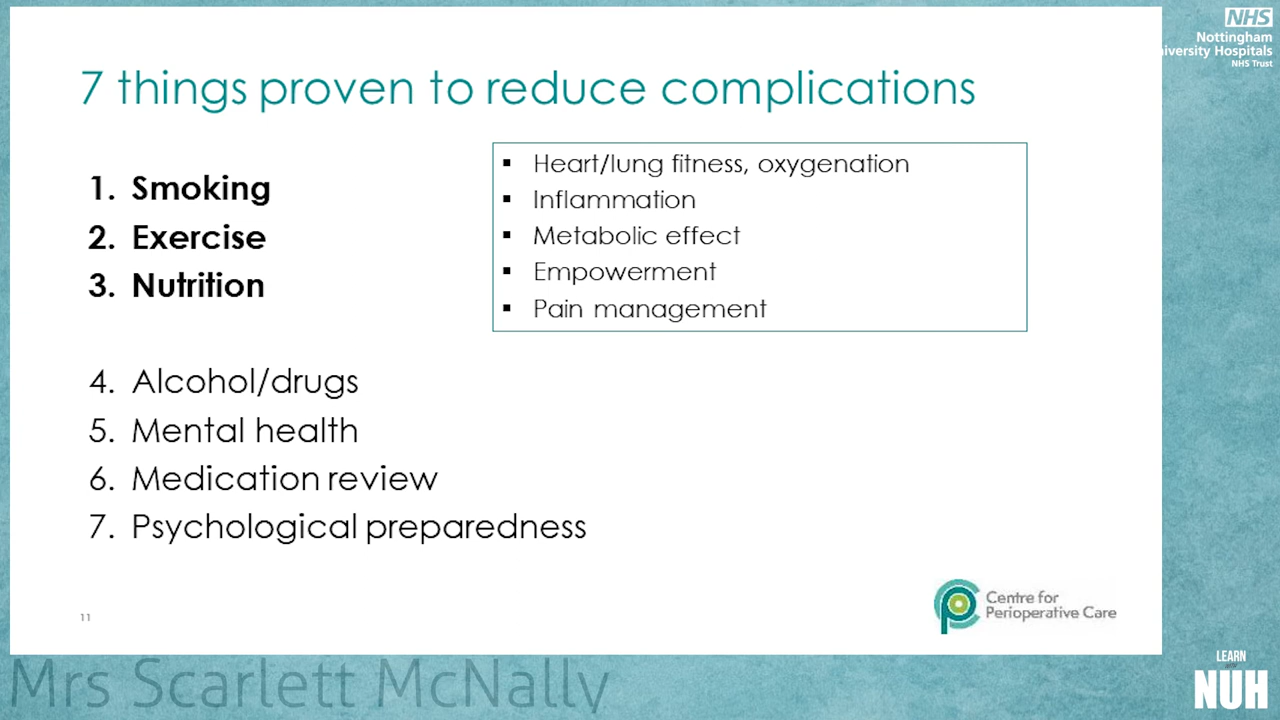 NHS
Nottingham
University Hospitals
NHS Trust
7 things proven to reduce complications
1. Smoking
2. Exercise
3. Nutrition
▪ Heart/lung fitness, oxygenation
▪ Inflammation
▪ Metabolic effect
▪ Empowerment
▪ Pain management
4. Alcohol/drugs
5. Mental health
6. Medication review
7. Psychological preparedness
11
Centre for
Perioperative Care
Mrs Scarlett McNally
LEARN
NUH